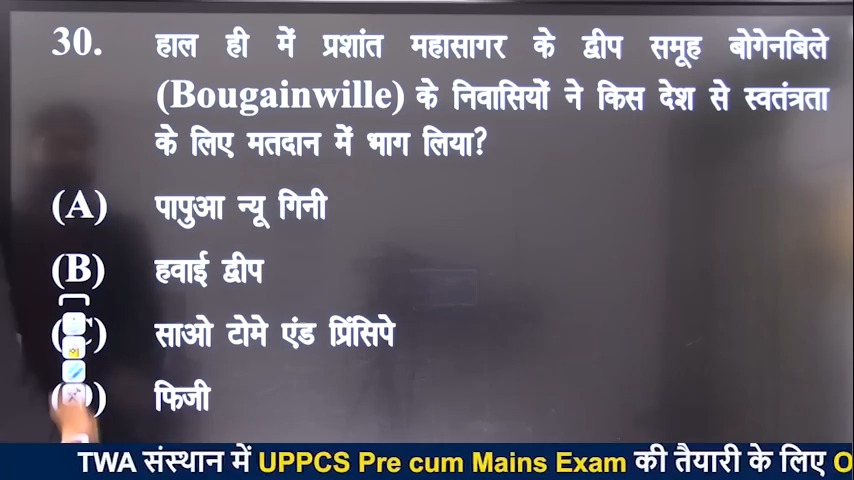 30. हाल ही में प्रशांत महासागर के द्वीप समूह बोगेनबिले
(Bougainwille) के निवासियों ने किस देश से स्वतंत्रता
के लिए मतदान में भाग लिया?
(A) पापुआ न्यू गिनी
(B) हवाई द्वीप
(C) साओ टोमे एंड प्रिंसिपे
फिजी
TWA संस्थान में UPPCS Pre cum Mains Exam की तैयारी के लिए O